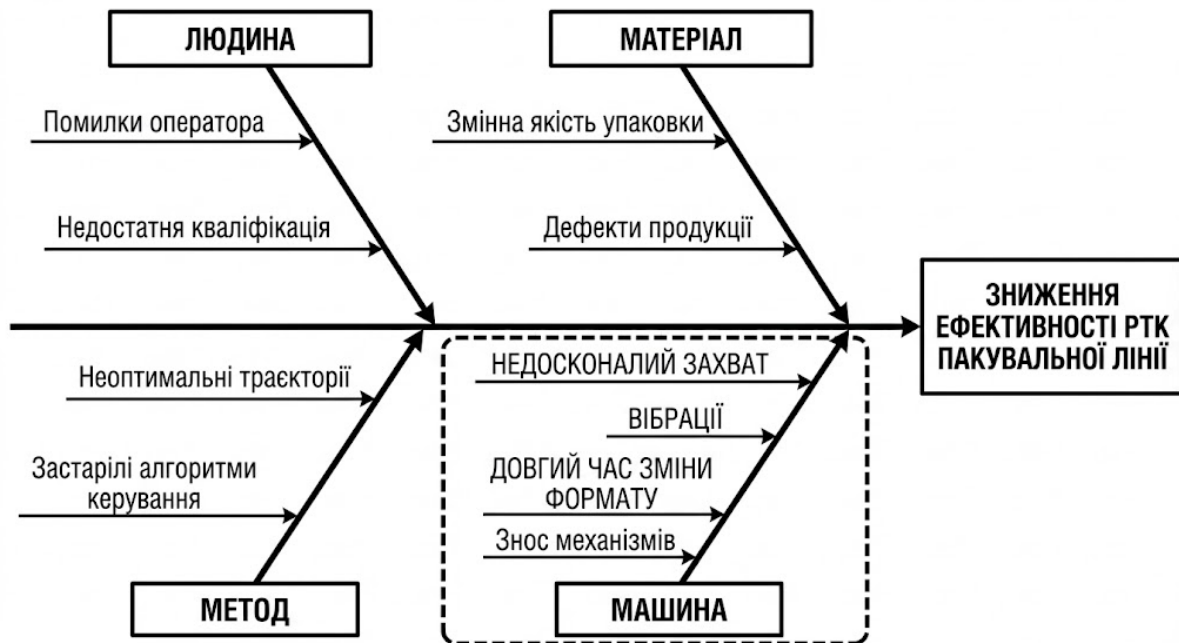 ЛЮДИНА
МАТЕРІАЛ
Помилки оператора
Змінна якість упаковки
Недостатня кваліфікація
Дефекти продукції
ЗНИЖЕННЯ
ЕФЕКТИВНОСТІ РТК
ПАКУВАЛЬНОЇ ЛІНІЇ
Неоптимальні траєкторії
НЕДОСКОНАЛИЙ ЗАХВАТ
ВІБРАЦІЇ
Застарілі алгоритми
керування
ДОВГИЙ ЧАС ЗМІНИ
ФОРМАТУ
Знос механізмів
МЕТОД
МАШИНА